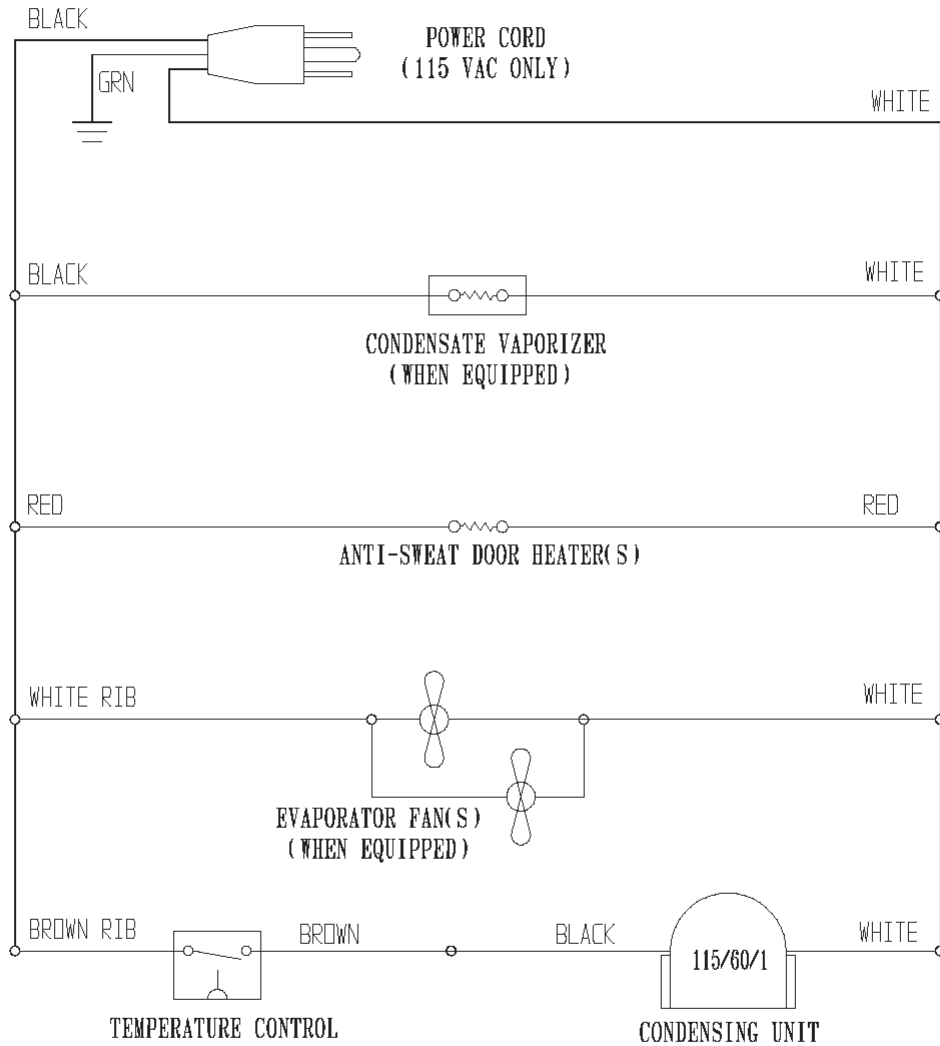 BLACK
POWER CORD
(115 VAC ONLY)
GRN
WHITE
BLACK
WHITE
CONDENSATE VAPORIZER
(WHEN EQUIPPED)
RED
RED
ANTI-SWEAT DOOR HEATER(S)
WHITE RIB
WHITE
EVAPORATOR FAN(S)
(WHEN EQUIPPED)
BROWN RIB
BROWN
BLACK
WHITE
115/60/1
TEMPERATURE CONTROL
CONDENSING UNIT